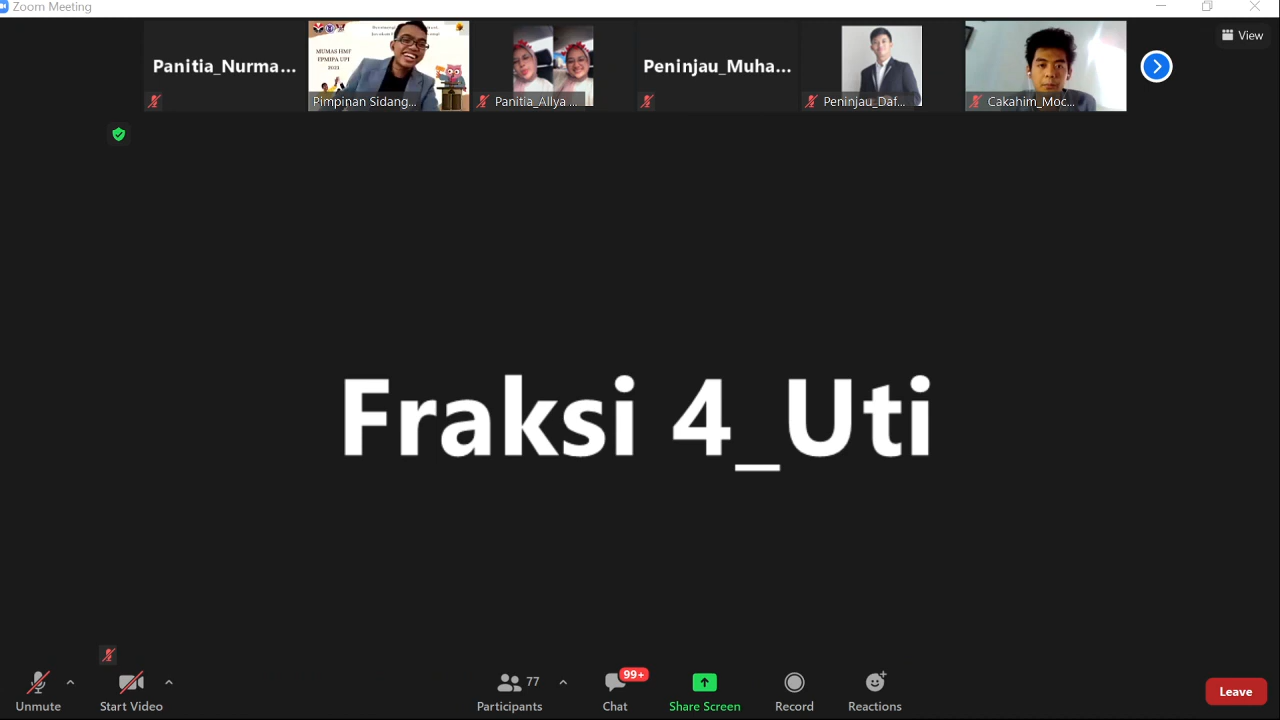 Zoom Meeting
View
Panitia_Nurma...
MUMAS HMF
FPMIPA UPI
2021
Pimpinan Sidang...
Panitia_Allya ...
Peninjau_Muha...
Peninjau_Daf...
Cakahim_Moc...
Fraksi 4_Uti
Unmute
Start Video
77
Participants
99+
Chat
Share Screen
Record
Reactions
Leave